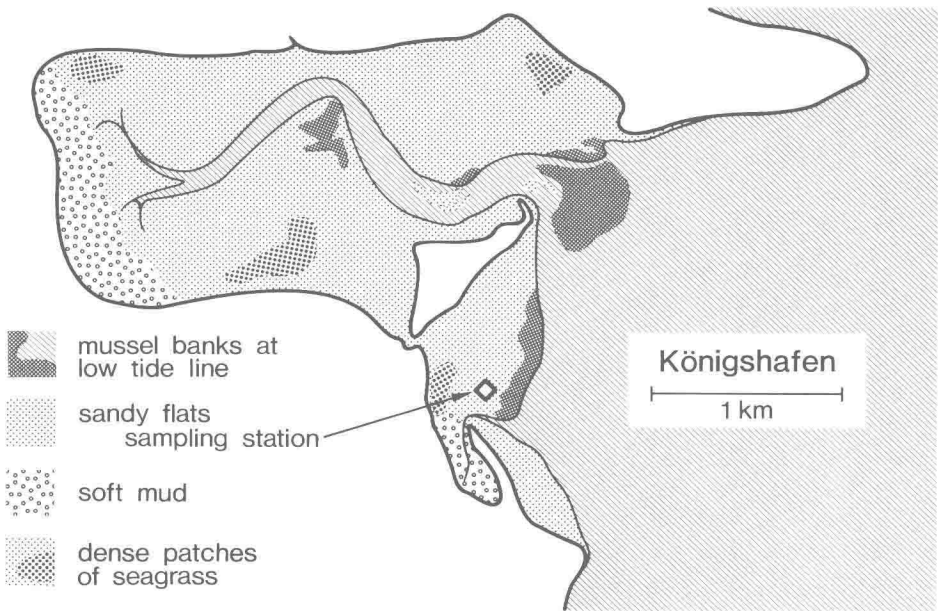 Königshafen
1 km
mussel banks at
low tide line
sandy flats
sampling station
soft mud
dense patches
of seagrass